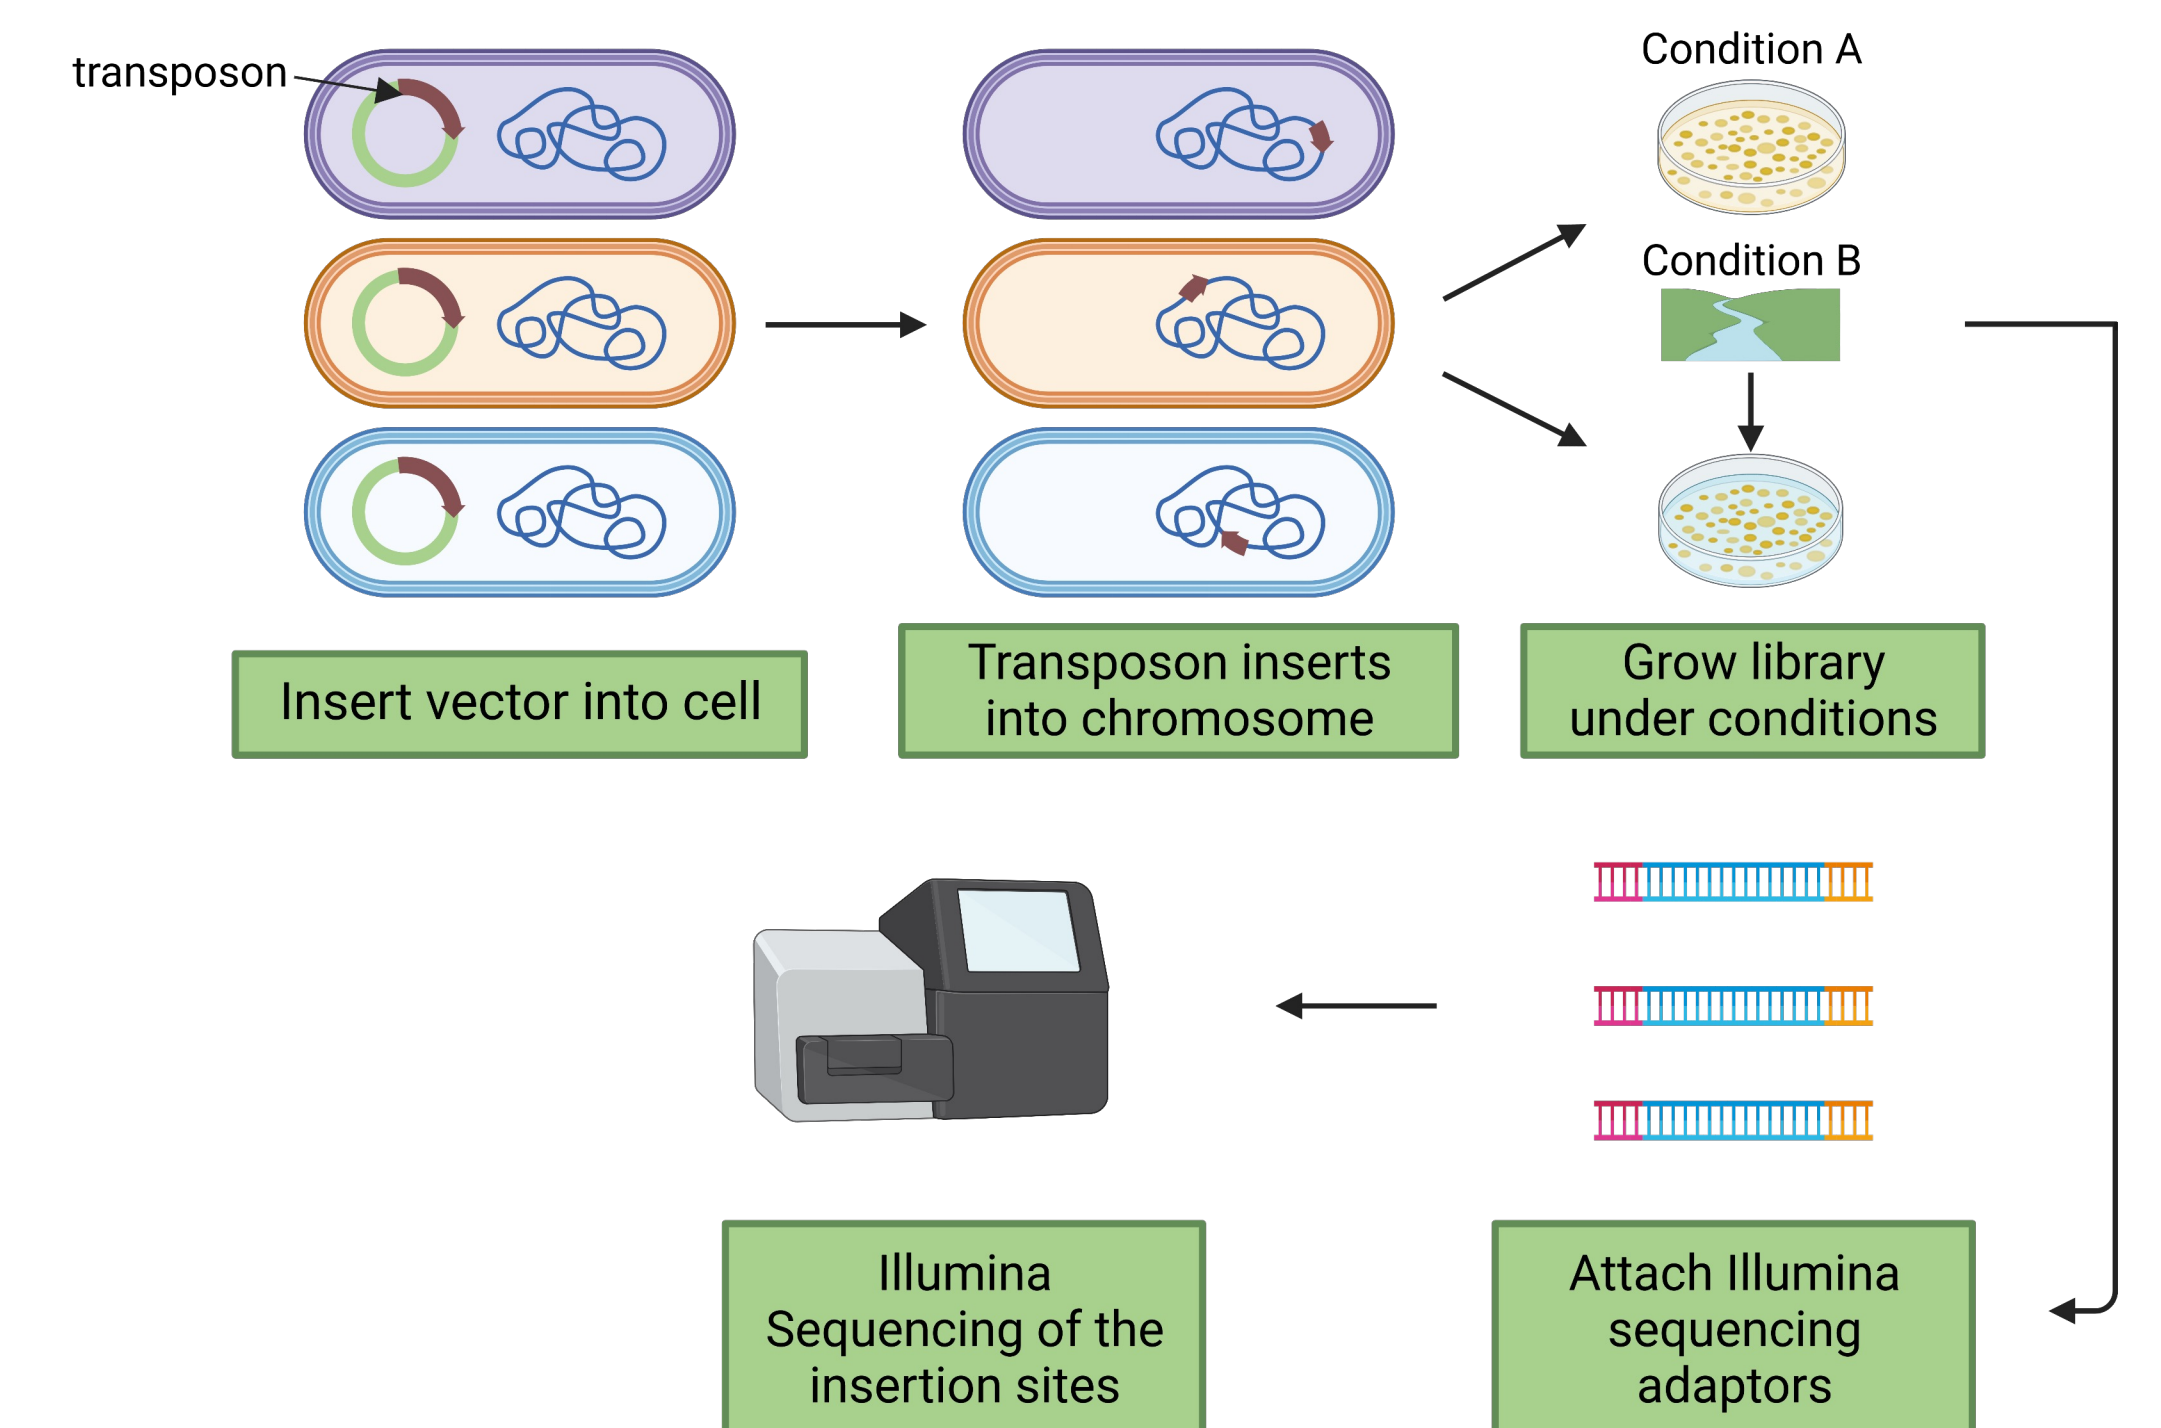 transposon
Condition A
Condition B
Insert vector into cell
Transposon inserts
into chromosome
Grow library
under conditions
Illumina
Sequencing of the
insertion sites
Attach Illumina
sequencing
adaptors